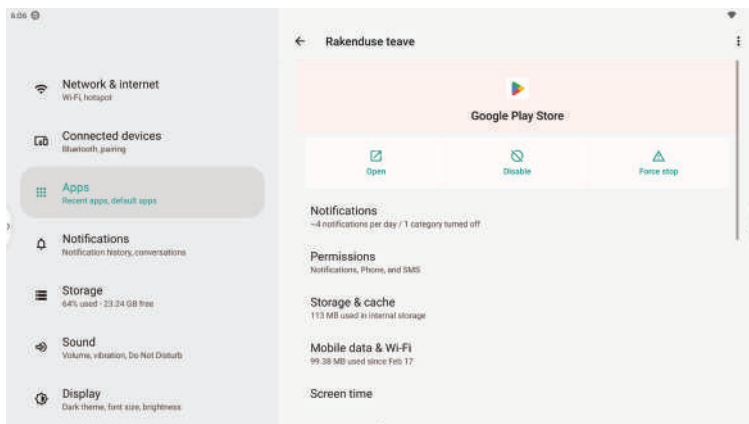 6:06
Network & internet
Wi-Fi, hotspot
Connected devices
Bluetooth, pairing
Apps
Recent apps, default apps
Notifications
Notification history, conversations
Storage
64% used - 23.24 GB free
Sound
Volume, vibration, Do Not Disturb
Display
Dark theme, font size, brightness
Rakenduse teave
Google Play Store
Open
Disable
Force stop
Notifications
~4 notifications per day / 1 category turned off
Permissions
Notifications, Phone, and SMS
Storage & cache
113 MB used in internal storage
Mobile data & Wi-Fi
99.38 MB used since Feb 17
Screen time